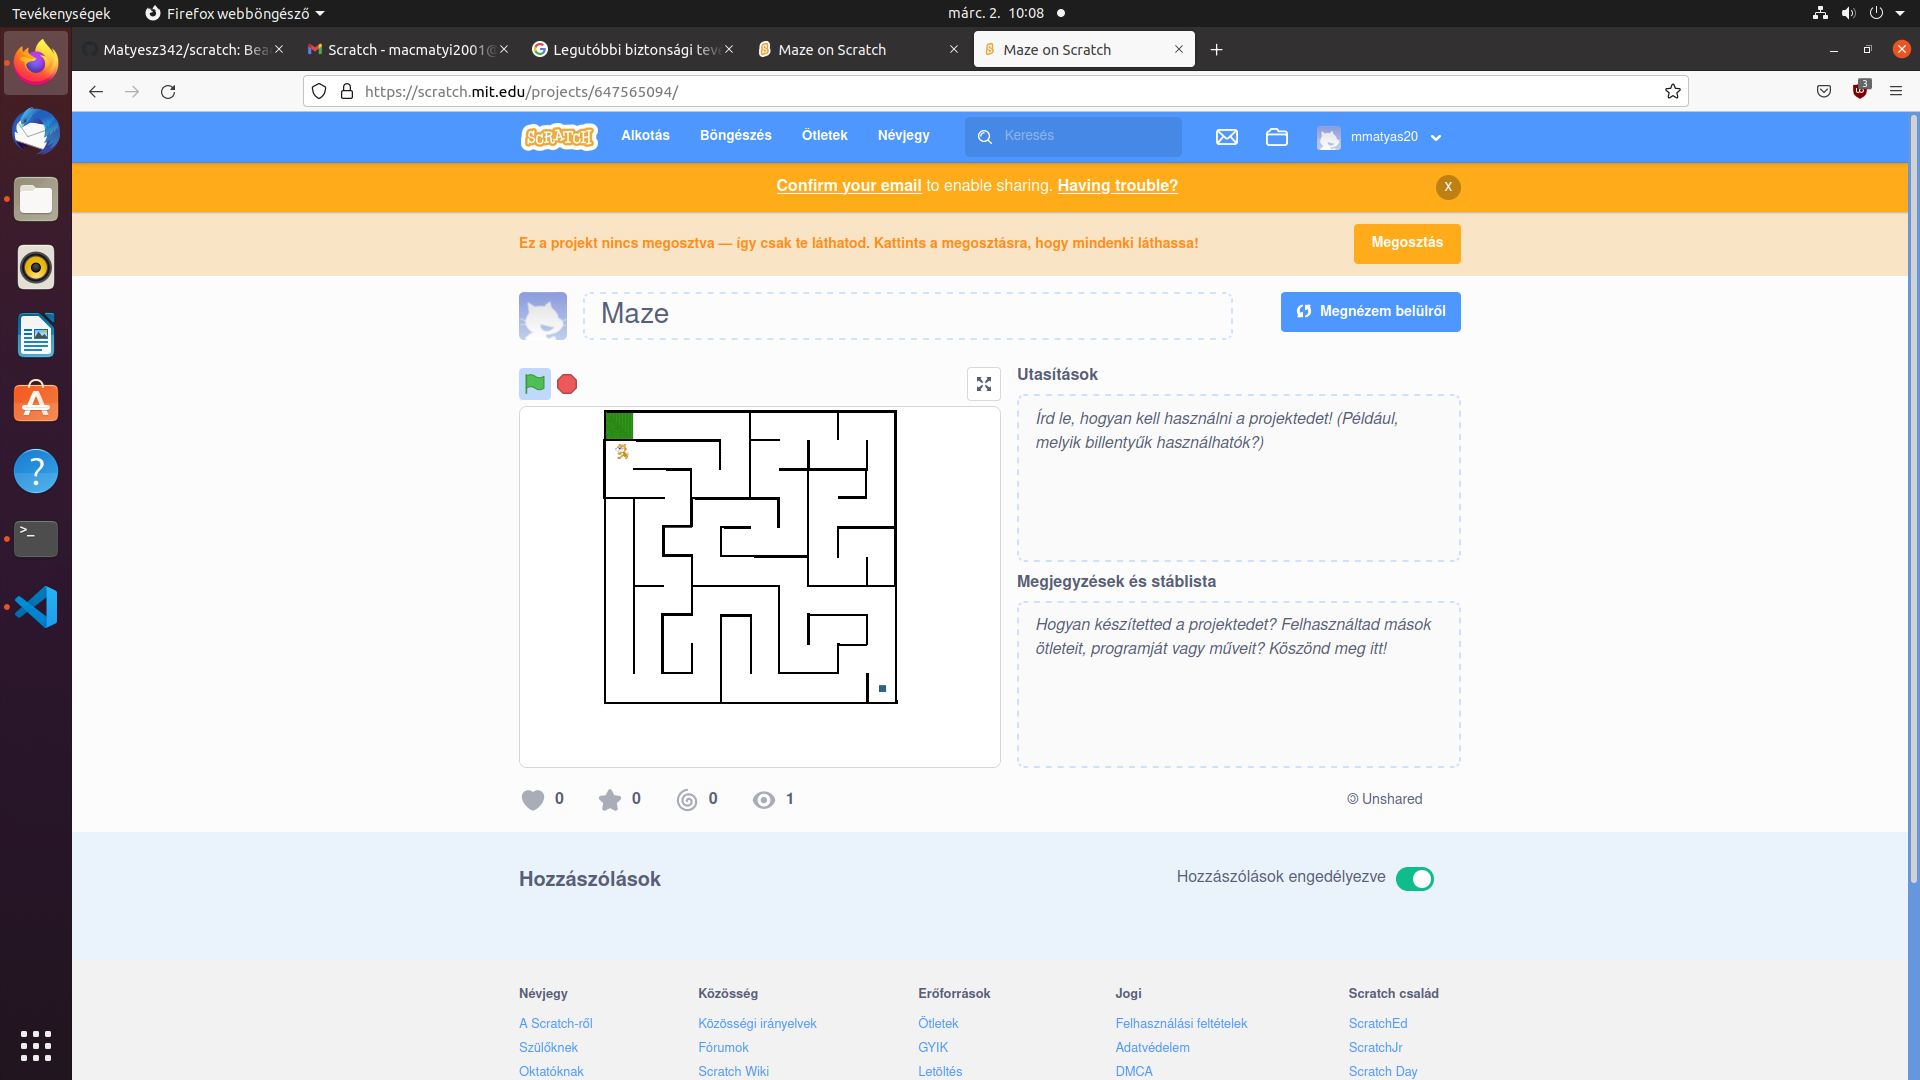 Tevékenységek
Firefox webböngésző
márc. 2. 10:08
Matyesz342/scratch: Bea
Scratch - macmatyi2001@
Legutóbbi biztonsági tev
Maze on Scratch
Maze on Scratch
https://scratch.mit.edu/projects/647565094/
3
SCRATCH
Alkotás
Böngészés
Ötletek
Névjegy
Keresés
mmatyas20
Confirm your email to enable sharing. Having trouble?
X
Ez a projekt nincs megosztva — így csak te láthatod. Kattints a megosztásra, hogy mindenki láthassa!
Megosztás
Maze
Megnézem belülről
Utasítások
Írd le, hogyan kell használni a projektedet! (Például,
melyik billentyűk használhatók?)
Megjegyzések és stáblista
Hogyan készítetted a projektedet? Felhasználtad mások
ötleteit, programját vagy műveit? Köszönd meg itt!
0
0
0
1
Unshared
Hozzászólások
Hozzászólások engedélyezve
Névjegy
Közösség
Erőforrások
Jogi
Scratch család
A Scratch-ről
Közösségi irányelvek
Ötletek
Felhasználási feltételek
ScratchEd
Szülőknek
Fórumok
GYIK
Adatvédelem
ScratchJr
Oktatóknak
Scratch Wiki
Letöltés
DMCA
Scratch Day